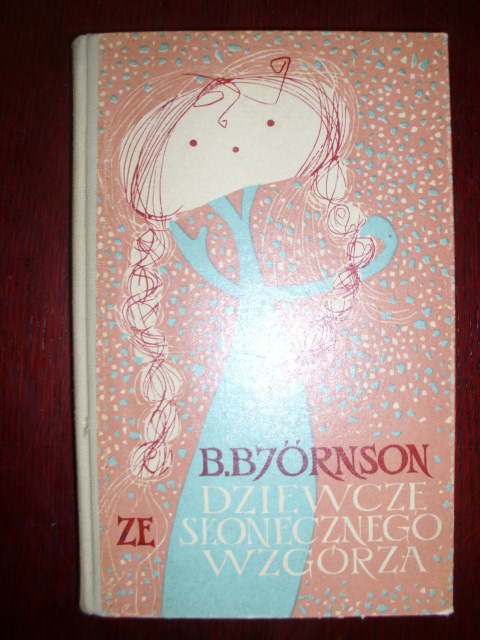 B.BJÖRNSON
DZIEWCZĘ
ZE SŁONECZNEGO
WZGÓRZA